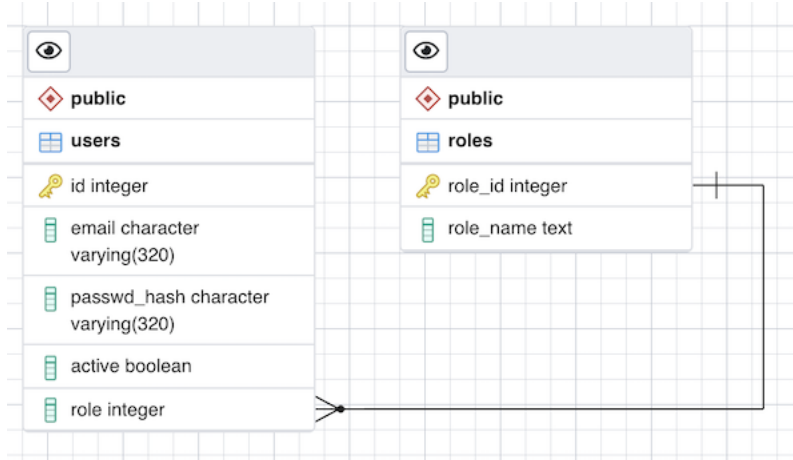 public
users
id integer
email character
varying(320)
passwd_hash character
varying(320)
active boolean
role integer
public
roles
role_id integer
role_name text